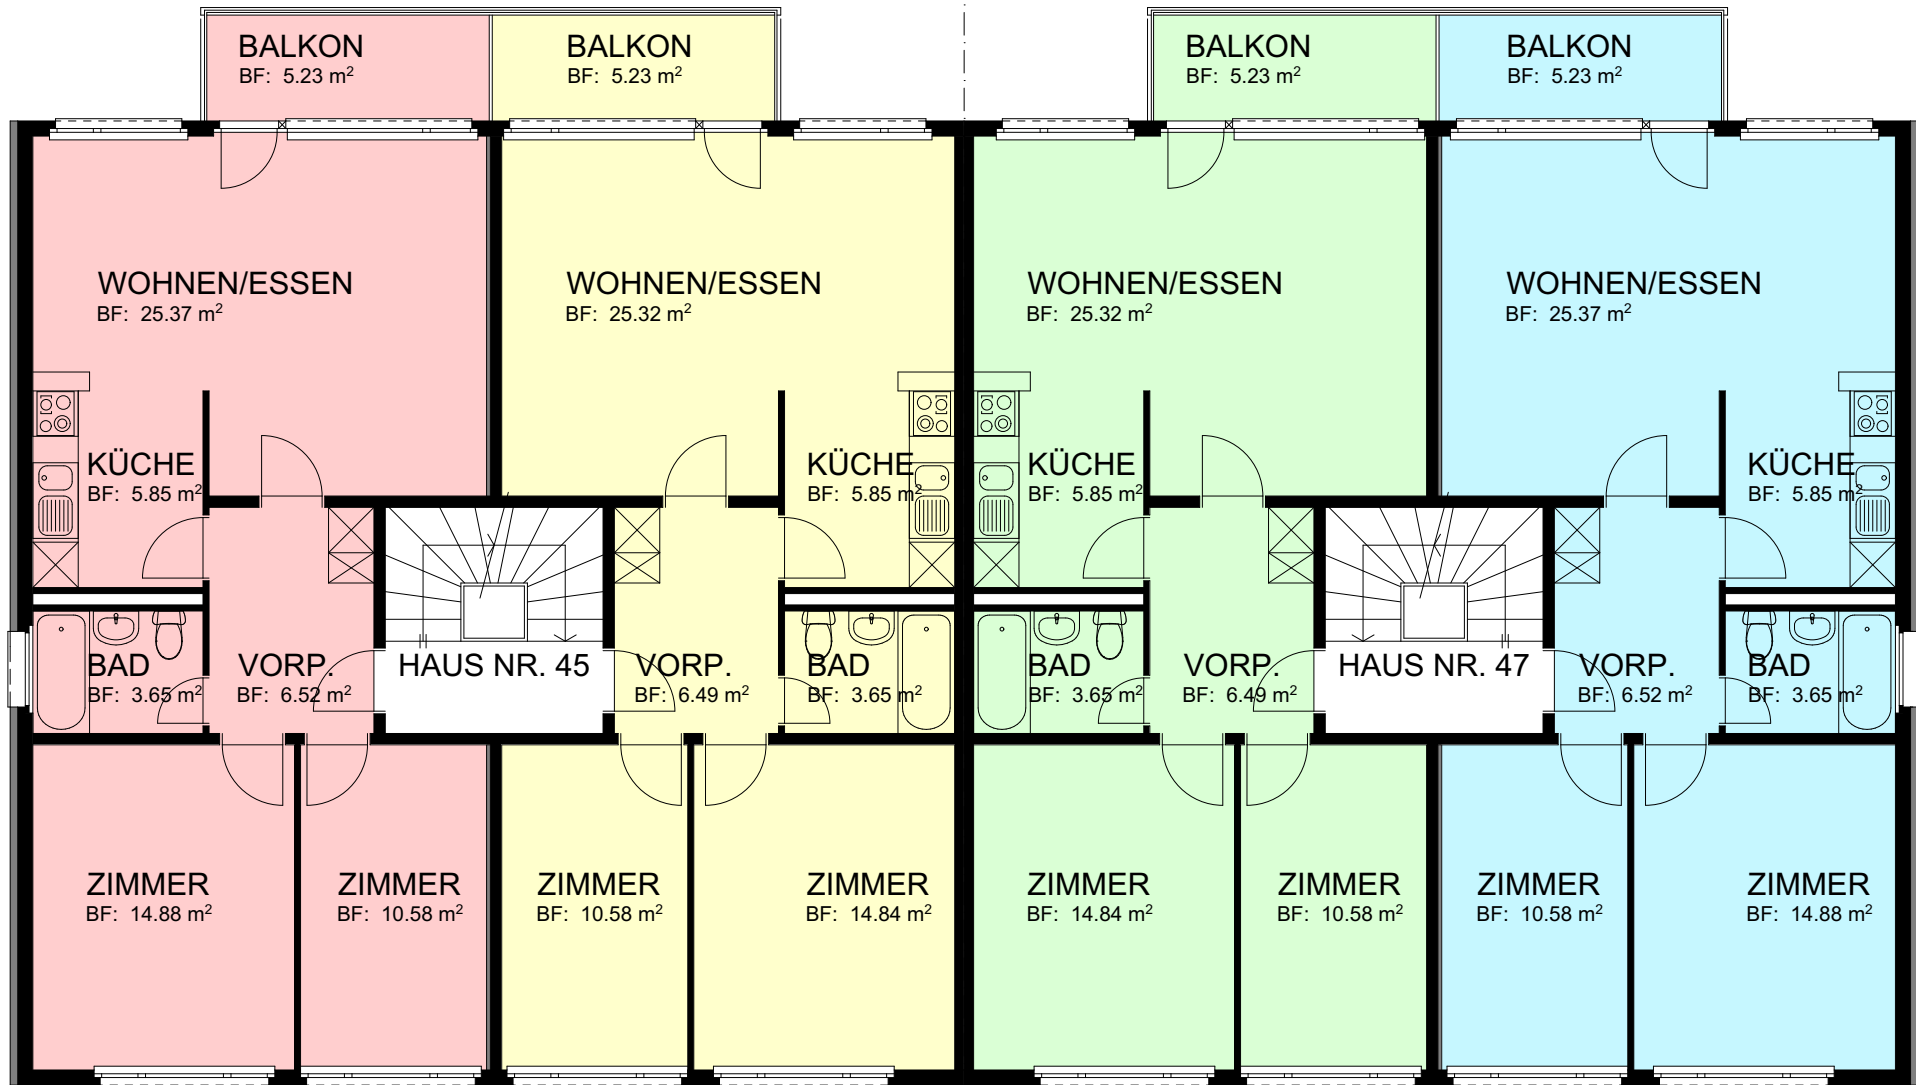 BALKON
BF: 5.23 m²
BALKON
BF: 5.23 m²
BALKON
BF: 5.23 m²
BALKON
BF: 5.23 m²
WOHNEN/ESSEN
BF: 25.37 m²
WOHNEN/ESSEN
BF: 25.32 m²
WOHNEN/ESSEN
BF: 25.32 m²
WOHNEN/ESSEN
BF: 25.37 m²
KÜCHE
BF: 5.85 m²
KÜCHE
BF: 5.85 m²
KÜCHE
BF: 5.85 m²
KÜCHE
BF: 5.85 m²
BAD
BF: 3.65 m²
VORP.
BF: 6.52 m²
HAUS NR. 45
VORP.
BF: 6.49 m²
BAD
BF: 3.65 m²
BAD
BF: 3.65 m²
VORP.
BF: 6.49 m²
HAUS NR. 47
VORP.
BF: 6.52 m²
BAD
BF: 3.65 m²
ZIMMER
BF: 14.88 m²
ZIMMER
BF: 10.58 m²
ZIMMER
BF: 10.58 m²
ZIMMER
BF: 14.84 m²
ZIMMER
BF: 14.84 m²
ZIMMER
BF: 10.58 m²
ZIMMER
BF: 10.58 m²
ZIMMER
BF: 14.88 m²